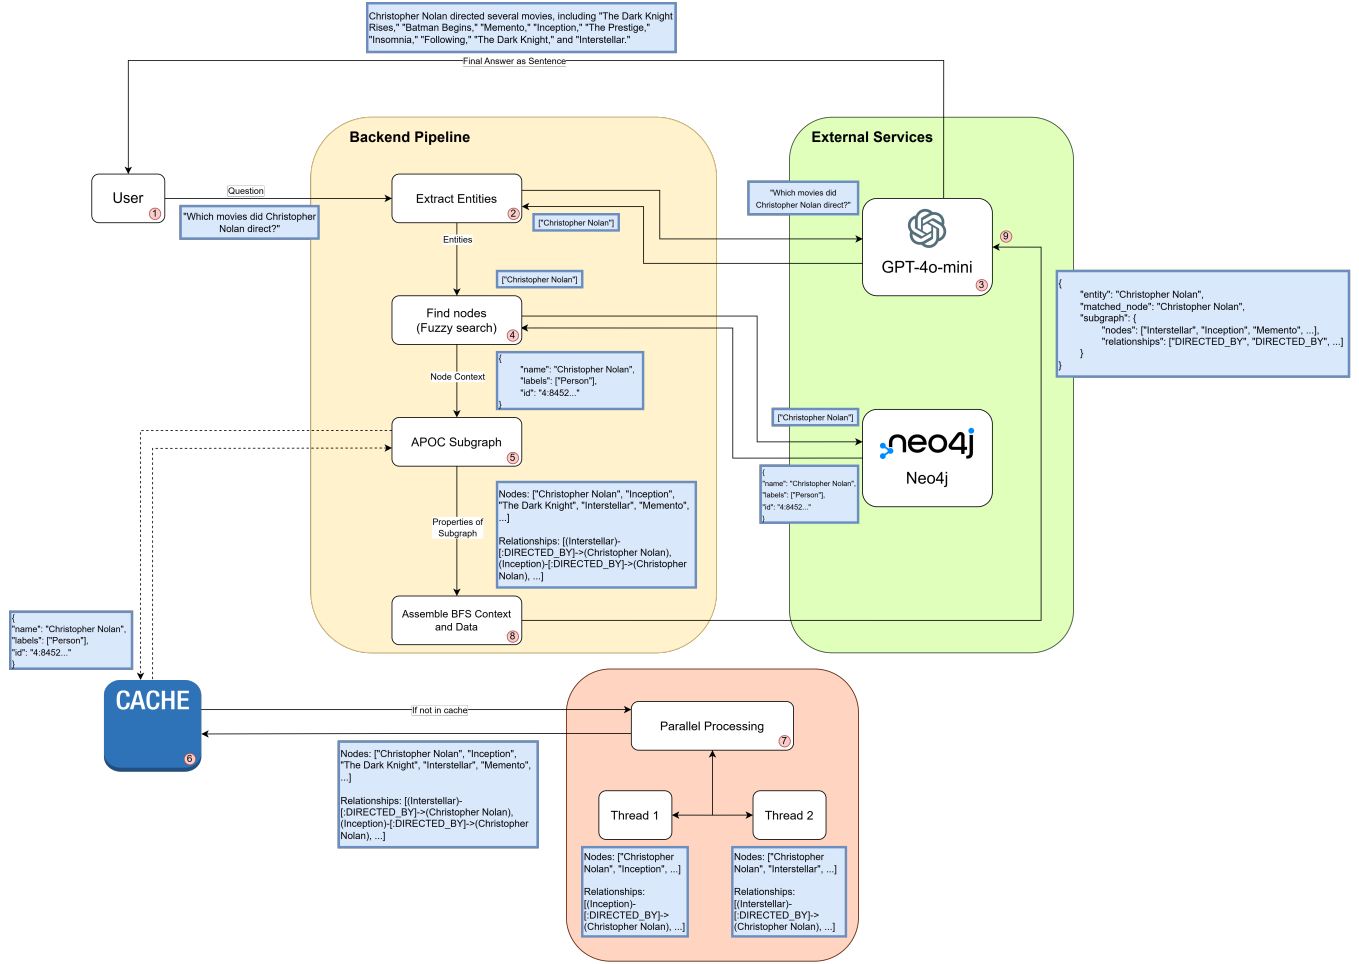 Christopher Nolan directed several movies, including "The Dark Knight
Rises," "Batman Begins," "Memento," "Inception," "The Prestige,"
"Insomnia," "Following," "The Dark Knight," and "Interstellar."
Final Answer as Sentence
Backend Pipeline
External Services
User
1
Question
"Which movies did Christopher
Nolan direct?"
Extract Entities
2
["Christopher Nolan"]
"Which movies did
Christopher Nolan direct?"
GPT-4o-mini
3
9
Entities
["Christopher Nolan"]
Find nodes
(Fuzzy search)
4
{
"entity": "Christopher Nolan",
"matched_node": "Christopher Nolan",
"subgraph": {
"nodes": ["Interstellar", "Inception", "Memento", ...],
"relationships": ["DIRECTED_BY", "DIRECTED_BY", ...]
}
}
Node Context
{
"name": "Christopher Nolan",
"labels": ["Person"],
"id": "4:8452..."
}
["Christopher Nolan"]
neo4j
Neo4j
{
"name": "Christopher Nolan",
"labels": ["Person"],
"id": "4:8452..."
}
APOC Subgraph
5
Properties of
Subgraph
Nodes: ["Christopher Nolan", "Inception",
"The Dark Knight", "Interstellar", "Memento",
...]
Relationships: [(Interstellar)-
[:DIRECTED_BY]->(Christopher Nolan),
(Inception)-[:DIRECTED_BY]->(Christopher
Nolan), ...]
Assemble BFS Context
and Data
8
{
"name": "Christopher Nolan",
"labels": ["Person"],
"id": "4:8452..."
}
CACHE
6
If not in cache
Nodes: ["Christopher Nolan", "Inception",
"The Dark Knight", "Interstellar", "Memento",
...]
Relationships: [(Interstellar)-
[:DIRECTED_BY]->(Christopher Nolan),
(Inception)-[:DIRECTED_BY]->(Christopher
Nolan), ...]
Parallel Processing
7
Thread 1
Thread 2
Nodes: ["Christopher
Nolan", "Inception", ...]
Relationships:
[(Inception)-
[:DIRECTED_BY]->
(Christopher Nolan), ...]
Nodes: ["Christopher
Nolan", "Interstellar", ...]
Relationships:
[(Interstellar)-
[:DIRECTED_BY]->
(Christopher Nolan), ...]